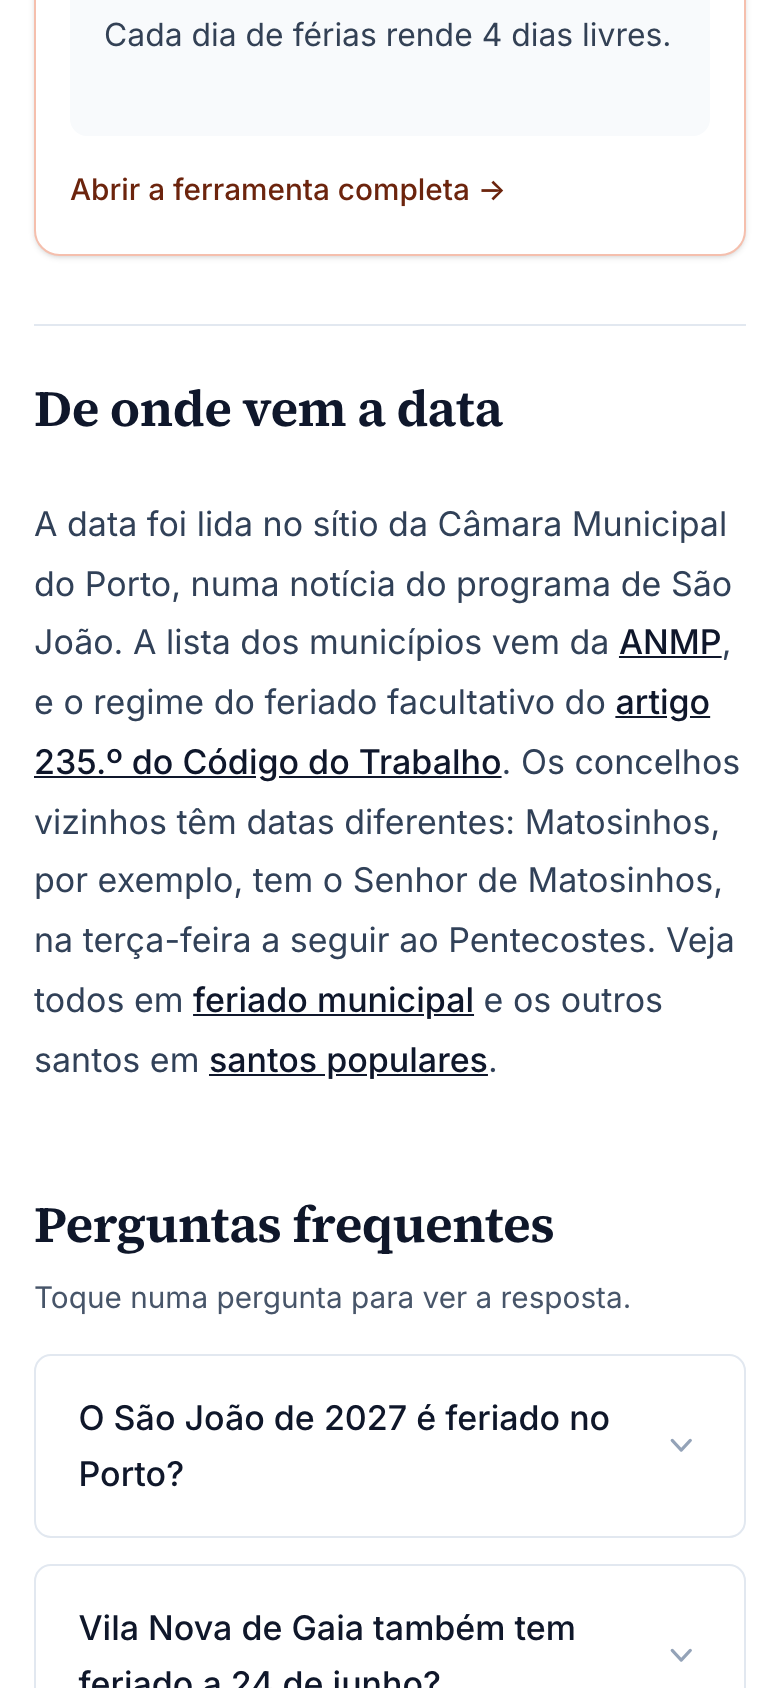 Cada dia de férias rende 4 dias livres.
Abrir a ferramenta completa →
De onde vem a data
A data foi lida no sítio da Câmara Municipal
do Porto, numa notícia do programa de São
João. A lista dos municípios vem da ANMP,
e o regime do feriado facultativo do artigo
235.º do Código do Trabalho. Os concelhos
vizinhos têm datas diferentes: Matosinhos,
por exemplo, tem o Senhor de Matosinhos,
na terça-feira a seguir ao Pentecostes. Veja
todos em feriado municipal e os outros
santos em santos populares.
Perguntas frequentes
Toque numa pergunta para ver a resposta.
O São João de 2027 é feriado no
Porto?
Vila Nova de Gaia também tem
feriado a 24 de junho?